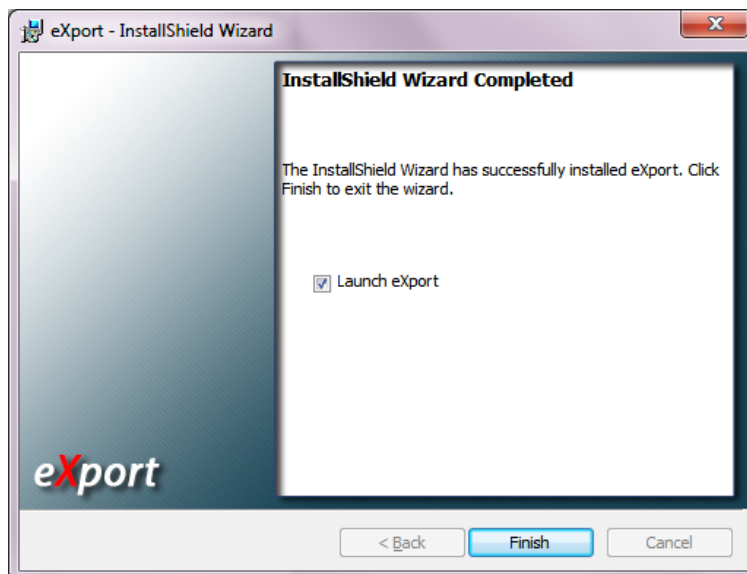 eXport - InstallShield Wizard
InstallShield Wizard Completed
The InstallShield Wizard has successfully installed eXport. Click
Finish to exit the wizard.
Launch eXport
eXport
< Back
Finish
Cancel